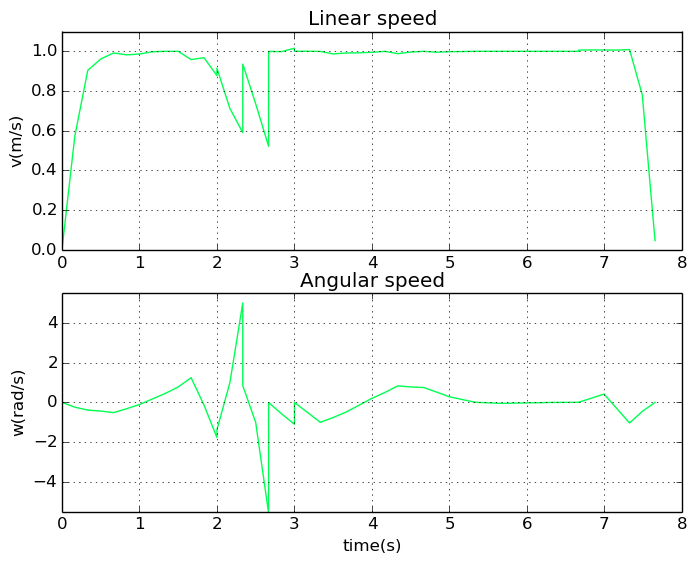 Linear speed
v(m/s)
1.0
0.8
0.6
0.4
0.2
0.0
0 1 2 3 4 5 6 7 8
Angular speed
w(rad/s)
4
2
0
−2
−4
0 1 2 3 4 5 6 7 8
time(s)